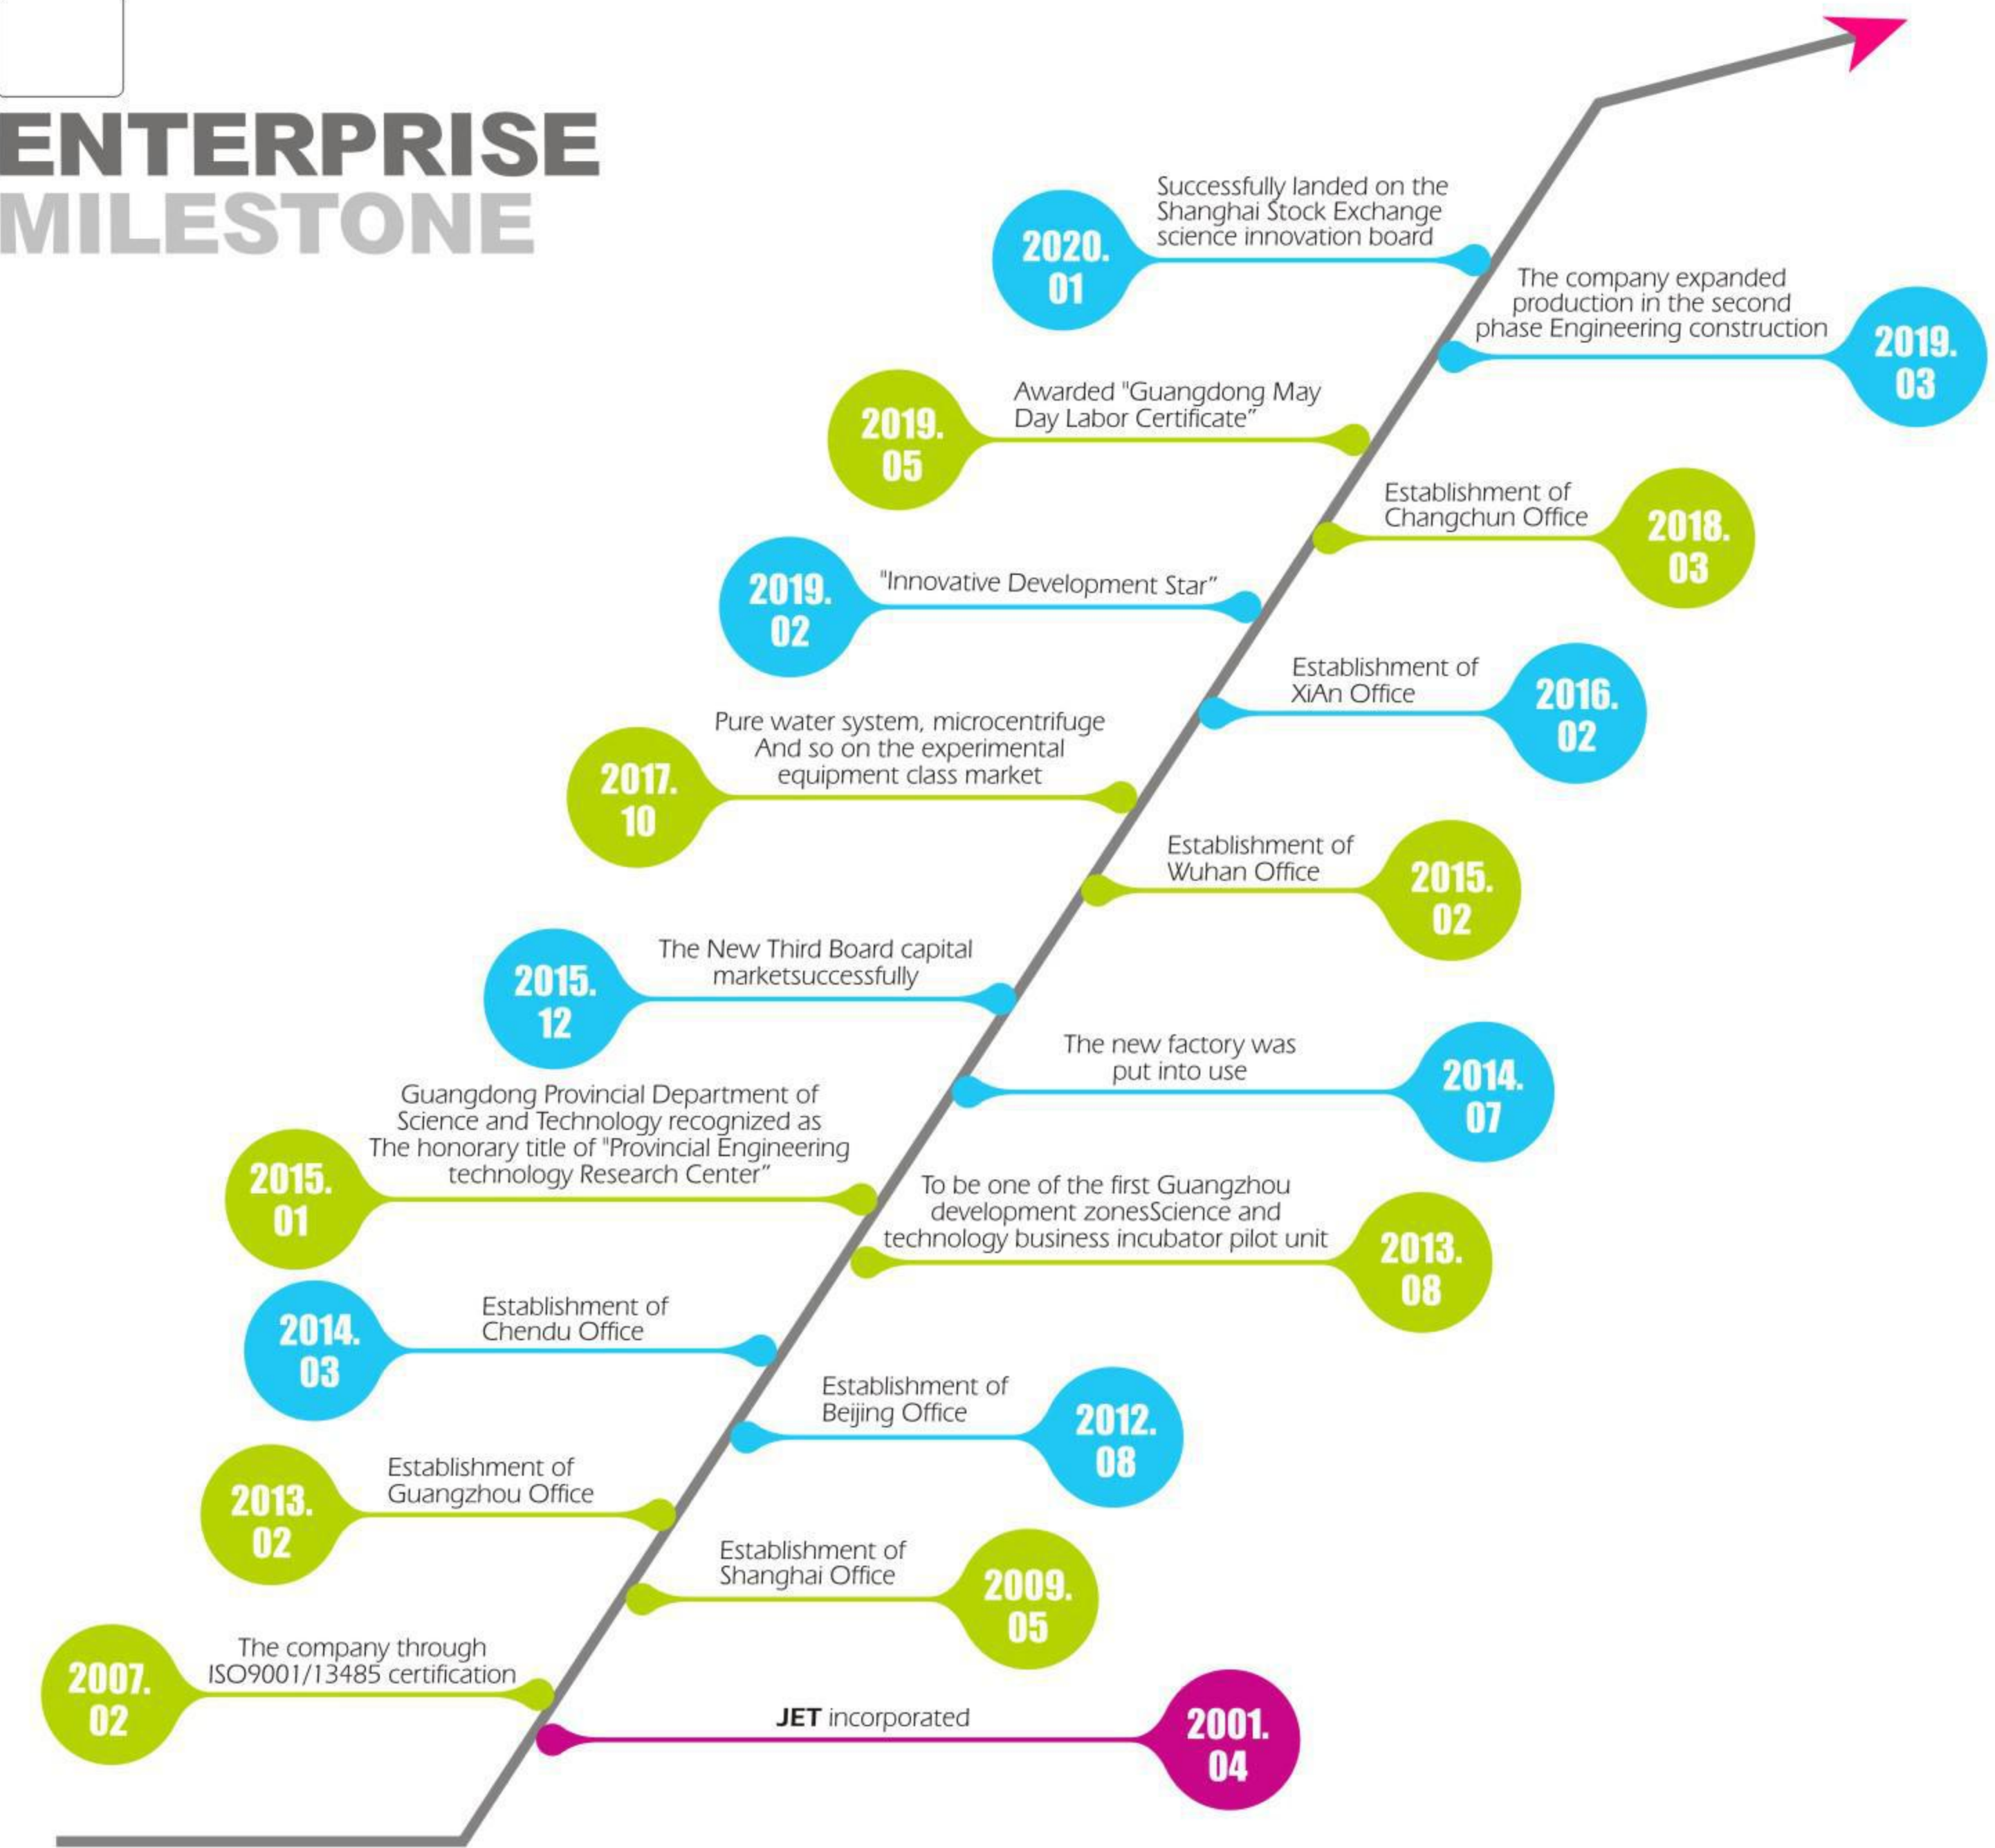 ENTERPRISE
MILESTONE
2020.
01
Successfully landed on the
Shanghai Stock Exchange
science innovation board
The company expanded
production in the second
phase Engineering construction
2019.
03
2019.
05
Awarded "Guangdong May
Day Labor Certificate”
Establishment of
Changchun Office
2018.
03
2019.
02
"Innovative Development Star”
Establishment of
XiAn Office
2016.
02
2017.
10
Pure water system, microcentrifuge
And so on the experimental
equipment class market
Establishment of
Wuhan Office
2015.
02
2015.
12
The New Third Board capital
marketsuccessfully
The new factory was
put into use
2014.
07
2015.
01
Guangdong Provincial Department of
Science and Technology recognized as
The honorary title of "Provincial Engineering
technology Research Center”
To be one of the first Guangzhou
development zonesScience and
technology business incubator pilot unit
2013.
08
2014.
03
Establishment of
Chendu Office
Establishment of
Beijing Office
2012.
08
2013.
02
Establishment of
Guangzhou Office
Establishment of
Shanghai Office
2009.
05
2007.
02
The company through
ISO9001/13485 certification
JET incorporated
2001.
04